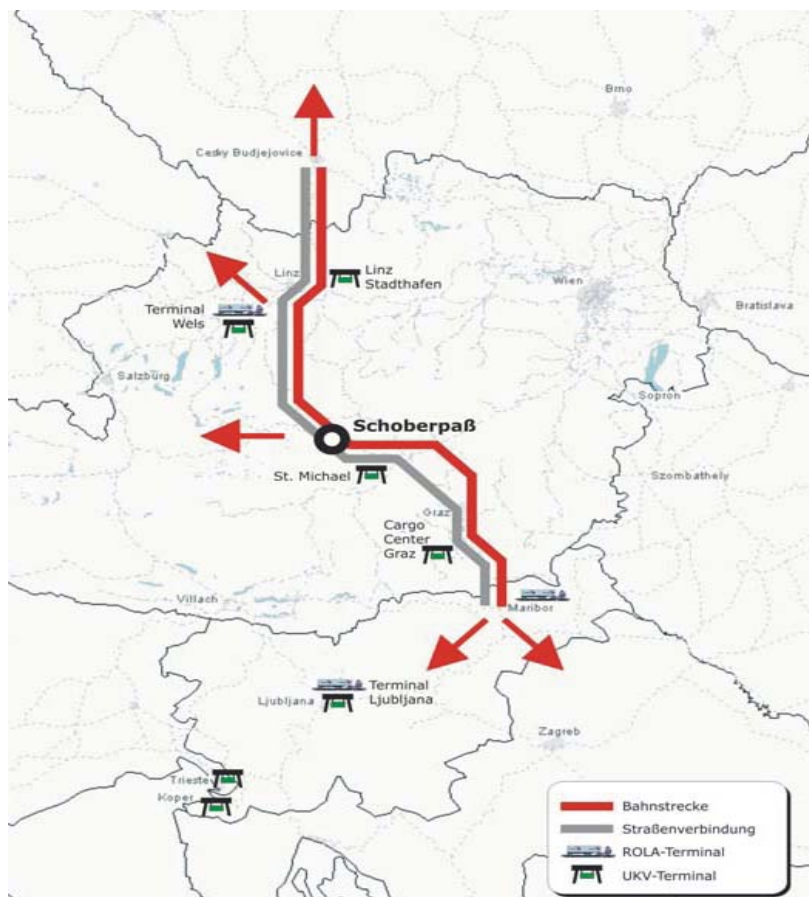 Brno
Cesky Budjejovice
Linz
Linz
Stadthafen
Wien
Terminal
Wels
Bratislava
Salzburg
Sopron
Schoberpaß
St. Michael
Szombathely
Graz
Cargo
Center
Graz
Villach
Maribor
Ljubljana
Terminal
Ljubljana
Zagreb
Trieste
Koper
Bahnstrecke
Straßenverbindung
ROLA-Terminal
UKV-Terminal